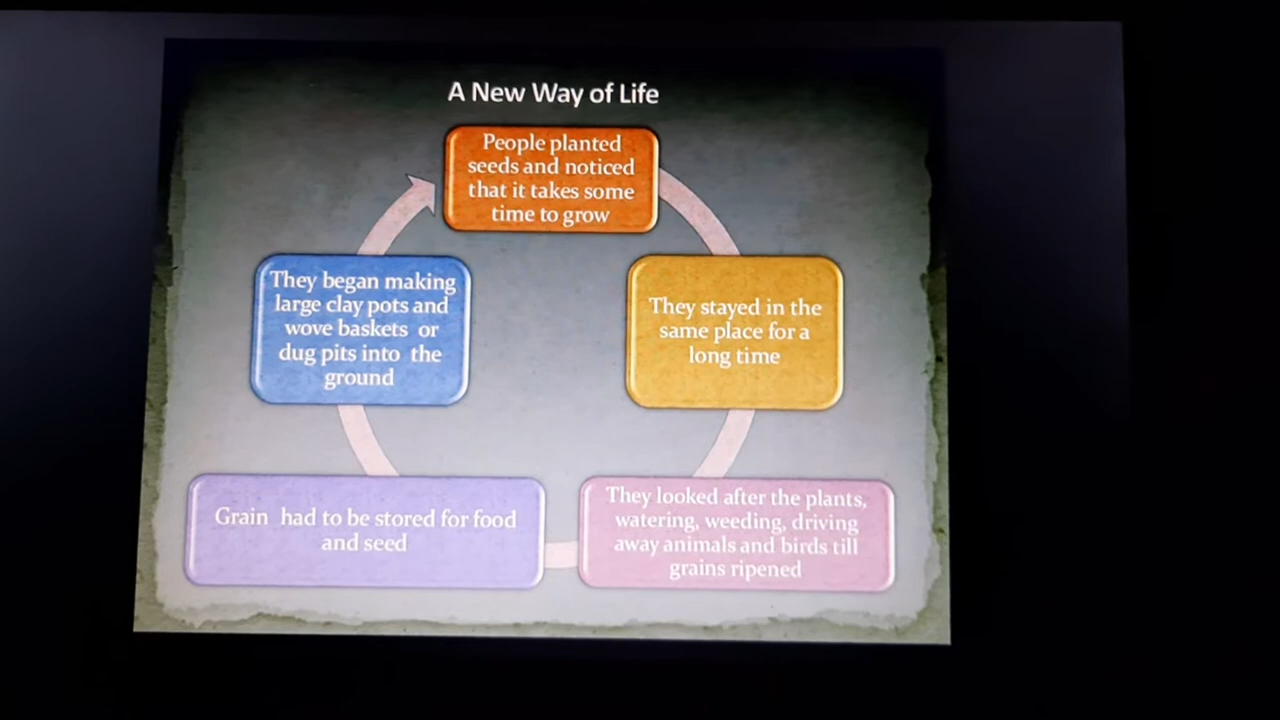 A New Way of Life
People planted
seeds and noticed
that it takes some
time to grow
They stayed in the
same place for a
long time
They looked after the plants,
watering, weeding, driving
away animals and birds till
grains ripened
Grain had to be stored for food
and seed
They began making
large clay pots and
wove baskets or
dug pits into the
ground